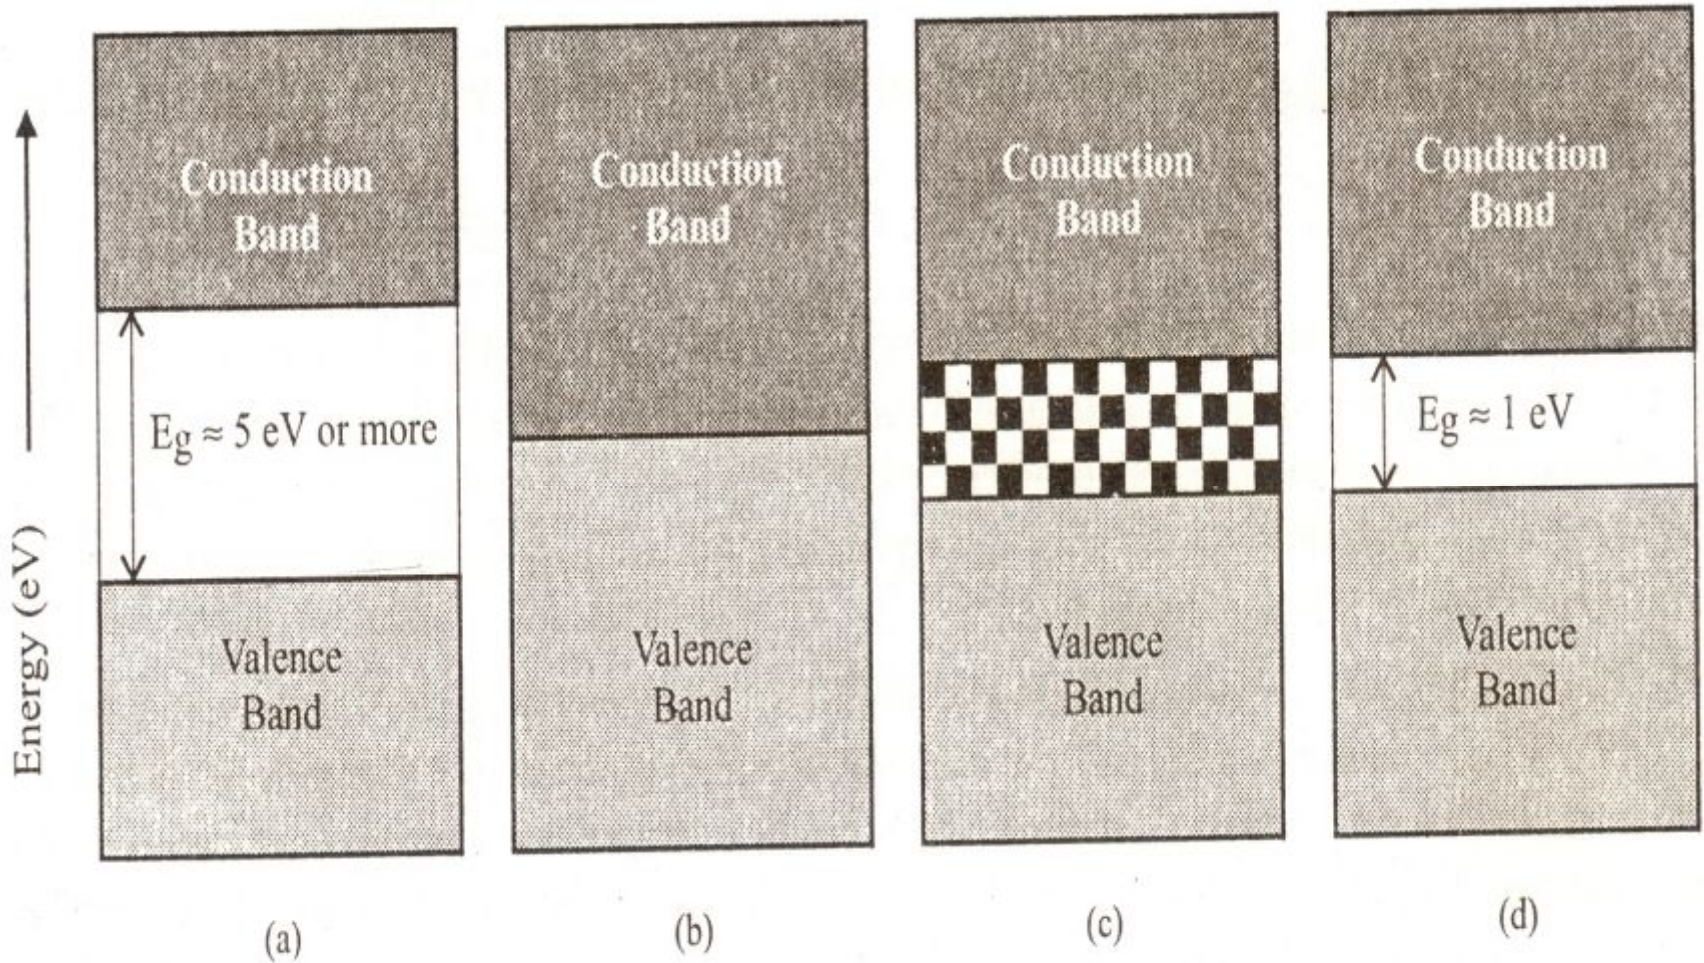 Energy (eV)
Conduction
Band
Eg ≈ 5 eV or more
Valence
Band
(a)
Conduction
Band
Valence
Band
(b)
Conduction
Band
Valence
Band
(c)
Conduction
Band
Eg ≈ 1 eV
Valence
Band
(d)